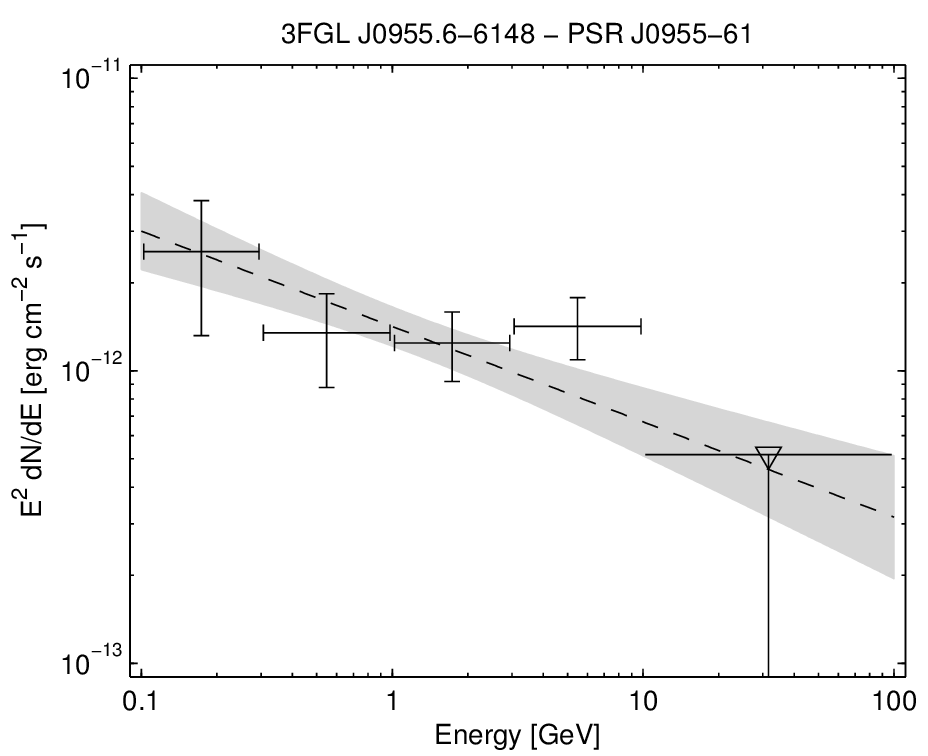 3FGL J0955.6−6148 − PSR J0955−61
10⁻¹¹
10⁻¹²
10⁻¹³
E² dN/dE [erg cm⁻² s⁻¹]
0.1 1 10 100
Energy [GeV]